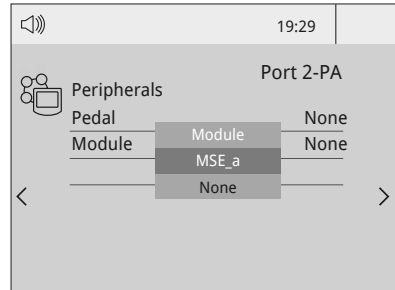 19:29
Port 2-PA
Peripherals
Pedal None
Module None
Module
MSE_a
None